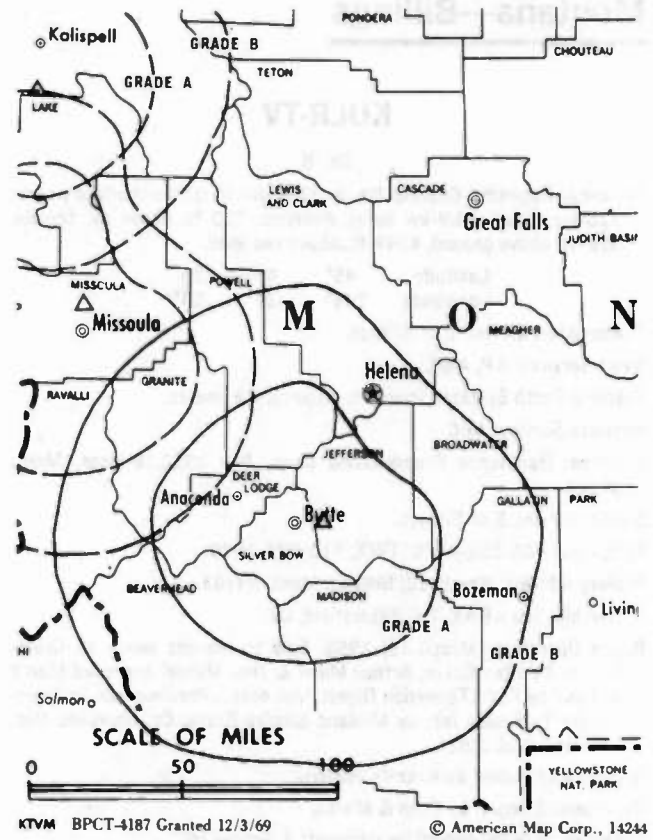 PONDERA
Kalispell
GRADE B
CHOUTEAU
TETON
GRADE A
LAKE
LEWIS AND CLARK
CASCADE
Great Falls
JUDITH BASIN
MISSCULA
POWELL
M O N
MEAGHER
Missoula
Helena
GRANITE
RAVALLI
JEFFERSON
BROADWATER
DEER LODGE
Anaconda
GALLATIN
PARK
Butte
SILVER BOW
BEAVERHEAD
MADISON
Bozeman
Livin
GRADE A
GRADE B
Salmon
SCALE OF MILES
0 50 100
YELLOWSTONE
NAT. PARK
KTVM BPCT-4187 Granted 12/3/69
© American Map Corp., 14244